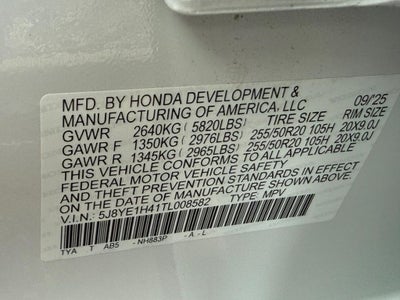 MFD. BY HONDA DEVELOPMENT &
MANUFACTURING OF AMERICA, LLC 09/'25
GVWR 2640KG(5820LBS) TIRE SIZE RIM SIZE
GAWR F 1350KG(2976LBS) 255/50R20 105H 20X9.0J
GAWR R 1345KG(2965LBS) 255/50R20 105H 20X9.0J
THIS VEHICLE CONFORMS TO ALL APPLICABLE
FEDERAL MOTOR VEHICLE SAFETY
AND THEFT PREVENTION STANDARDS IN EFFECT
ON THE DATE OF MANUFACTURE SHOWN ABOVE.
V.I.N.: 5J8YE1H41TL008582 TYPE: MPV
TYA T AB5 -NH883P -A -L